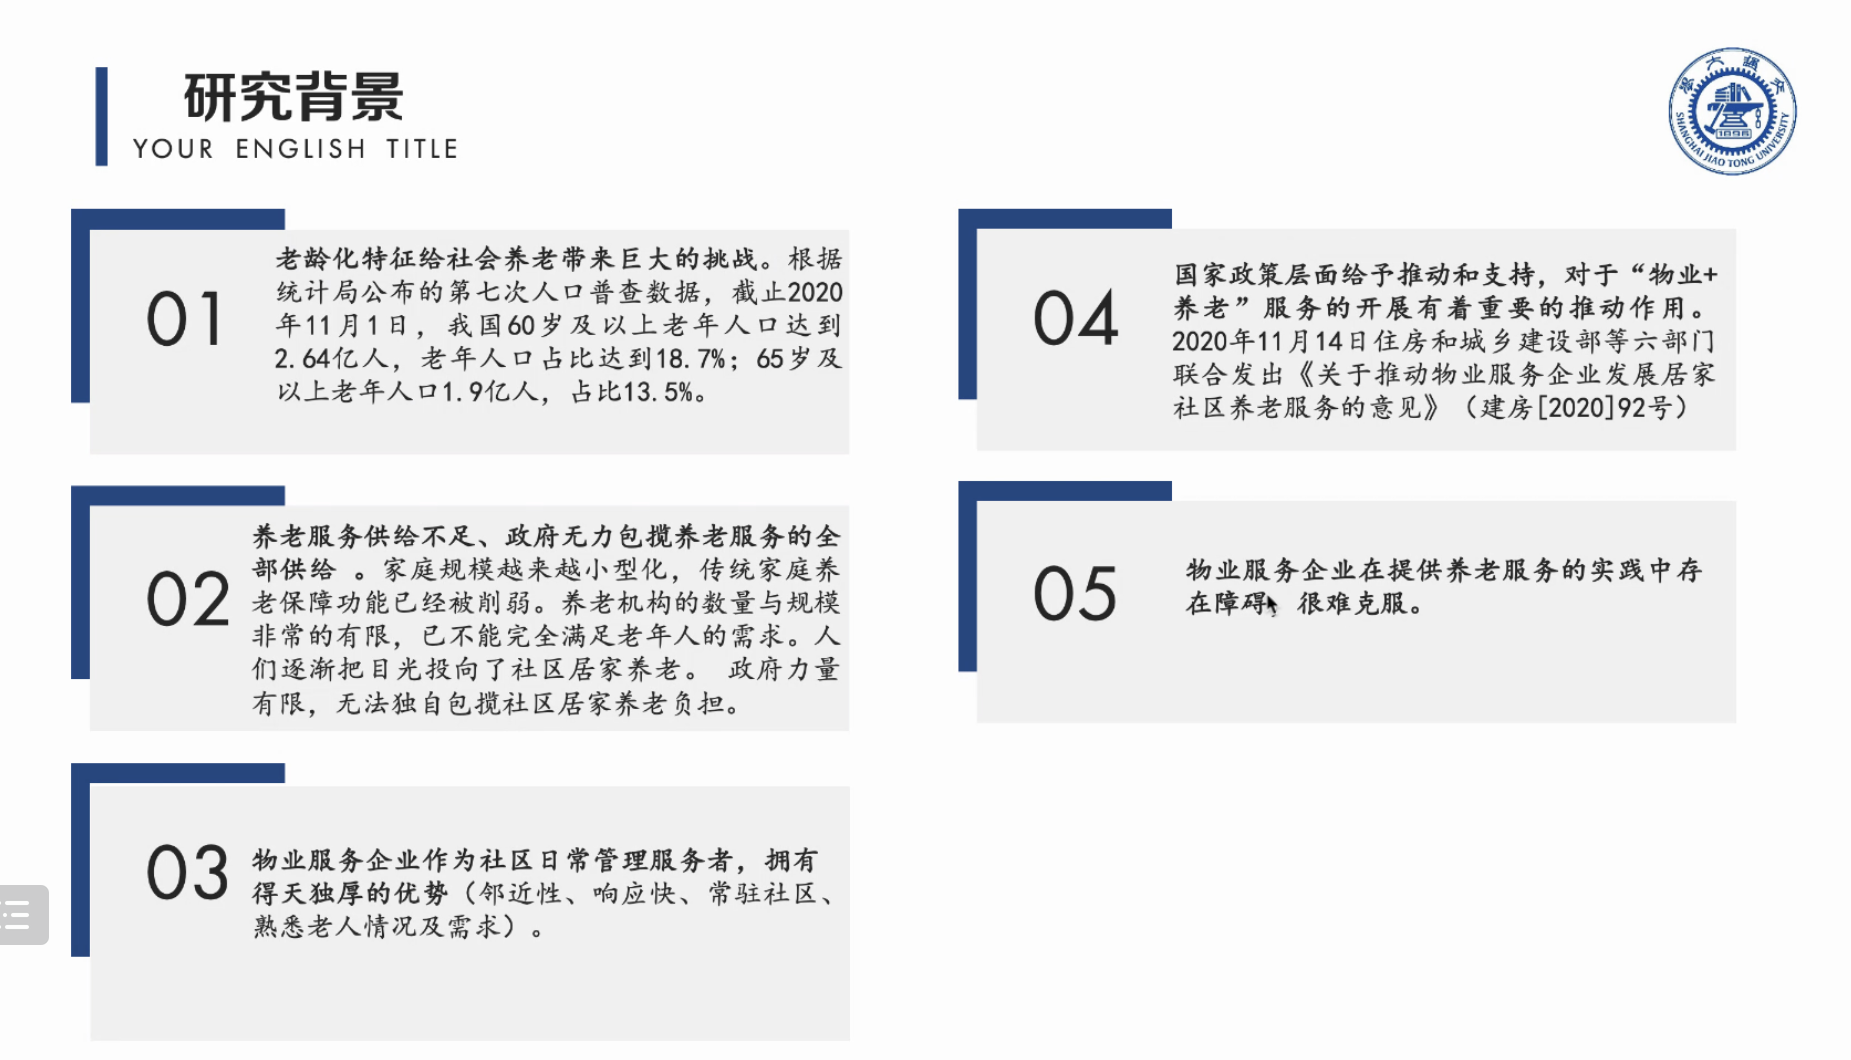 研究背景
YOUR ENGLISH TITLE
交通大學
SHANGHAI JIAO TONG UNIVERSITY
1896
01
老龄化特征给社会养老带来巨大的挑战。根据
统计局公布的第七次人口普查数据，截止2020
年11月1日，我国60岁及以上老年人口达到
2.64亿人，老年人口占比达到18.7%；65岁及
以上老年人口1.9亿人，占比13.5%。
02
养老服务供给不足、政府无力包揽养老服务的全
部供给 。家庭规模越来越小型化，传统家庭养
老保障功能已经被削弱。养老机构的数量与规模
非常的有限，已不能完全满足老年人的需求。人
们逐渐把目光投向了社区居家养老。 政府力量
有限，无法独自包揽社区居家养老负担。
03
物业服务企业作为社区日常管理服务者，拥有
得天独厚的优势（邻近性、响应快、常驻社区、
熟悉老人情况及需求）。
04
国家政策层面给予推动和支持，对于“物业+
养老”服务的开展有着重要的推动作用。
2020年11月14日住房和城乡建设部等六部门
联合发出《关于推动物业服务企业发展居家
社区养老服务的意见》（建房[2020]92号）
05
物业服务企业在提供养老服务的实践中存
在障碍，很难克服。